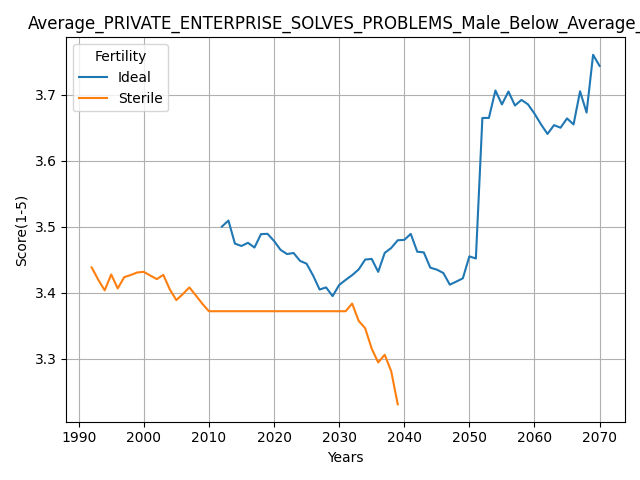 Average_PRIVATE_ENTERPRISE_SOLVES_PROBLEMS_Male_Below_Average_
Fertility
Ideal
Sterile
Score(1-5)
3.7
3.6
3.5
3.4
3.3
1990 2000 2010 2020 2030 2040 2050 2060 2070
Years